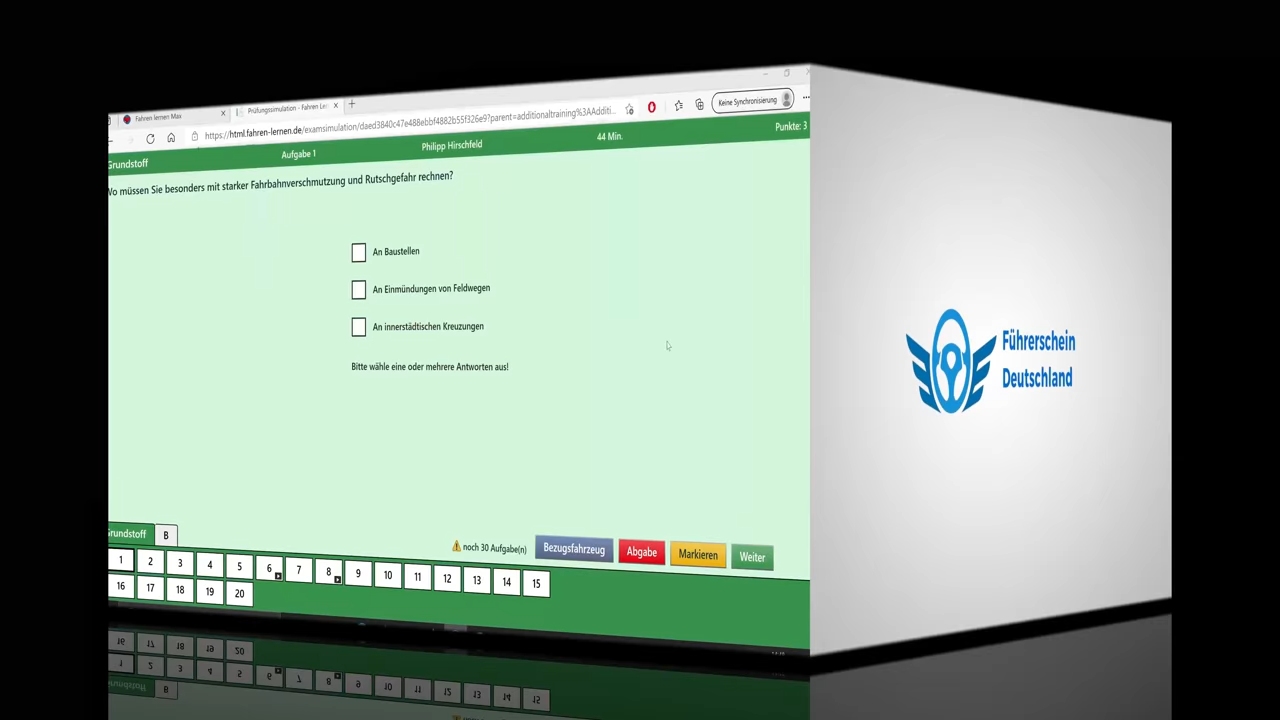 Fahren lernen Max
Prüfungssimulation - Fahren Le
https://html.fahren-lernen.de/examsimulation/daed3840c47e488ebbf4882b55f326e9?parent=additionaltraining%3AAdditi...
Keine Synchronisierung
Grundstoff
Aufgabe 1
Philipp Hirschfeld
44 Min.
Punkte: 3
Wo müssen Sie besonders mit starker Fahrbahnverschmutzung und Rutschgefahr rechnen?
An Baustellen
An Einmündungen von Feldwegen
An innerstädtischen Kreuzungen
Bitte wähle eine oder mehrere Antworten aus!
Führerschein
Deutschland
Grundstoff B
noch 30 Aufgabe(n) Bezugsfahrzeug Abgabe Markieren Weiter
1 2 3 4 5 6 7 8 9 10 11 12 13 14 15
16 17 18 19 20